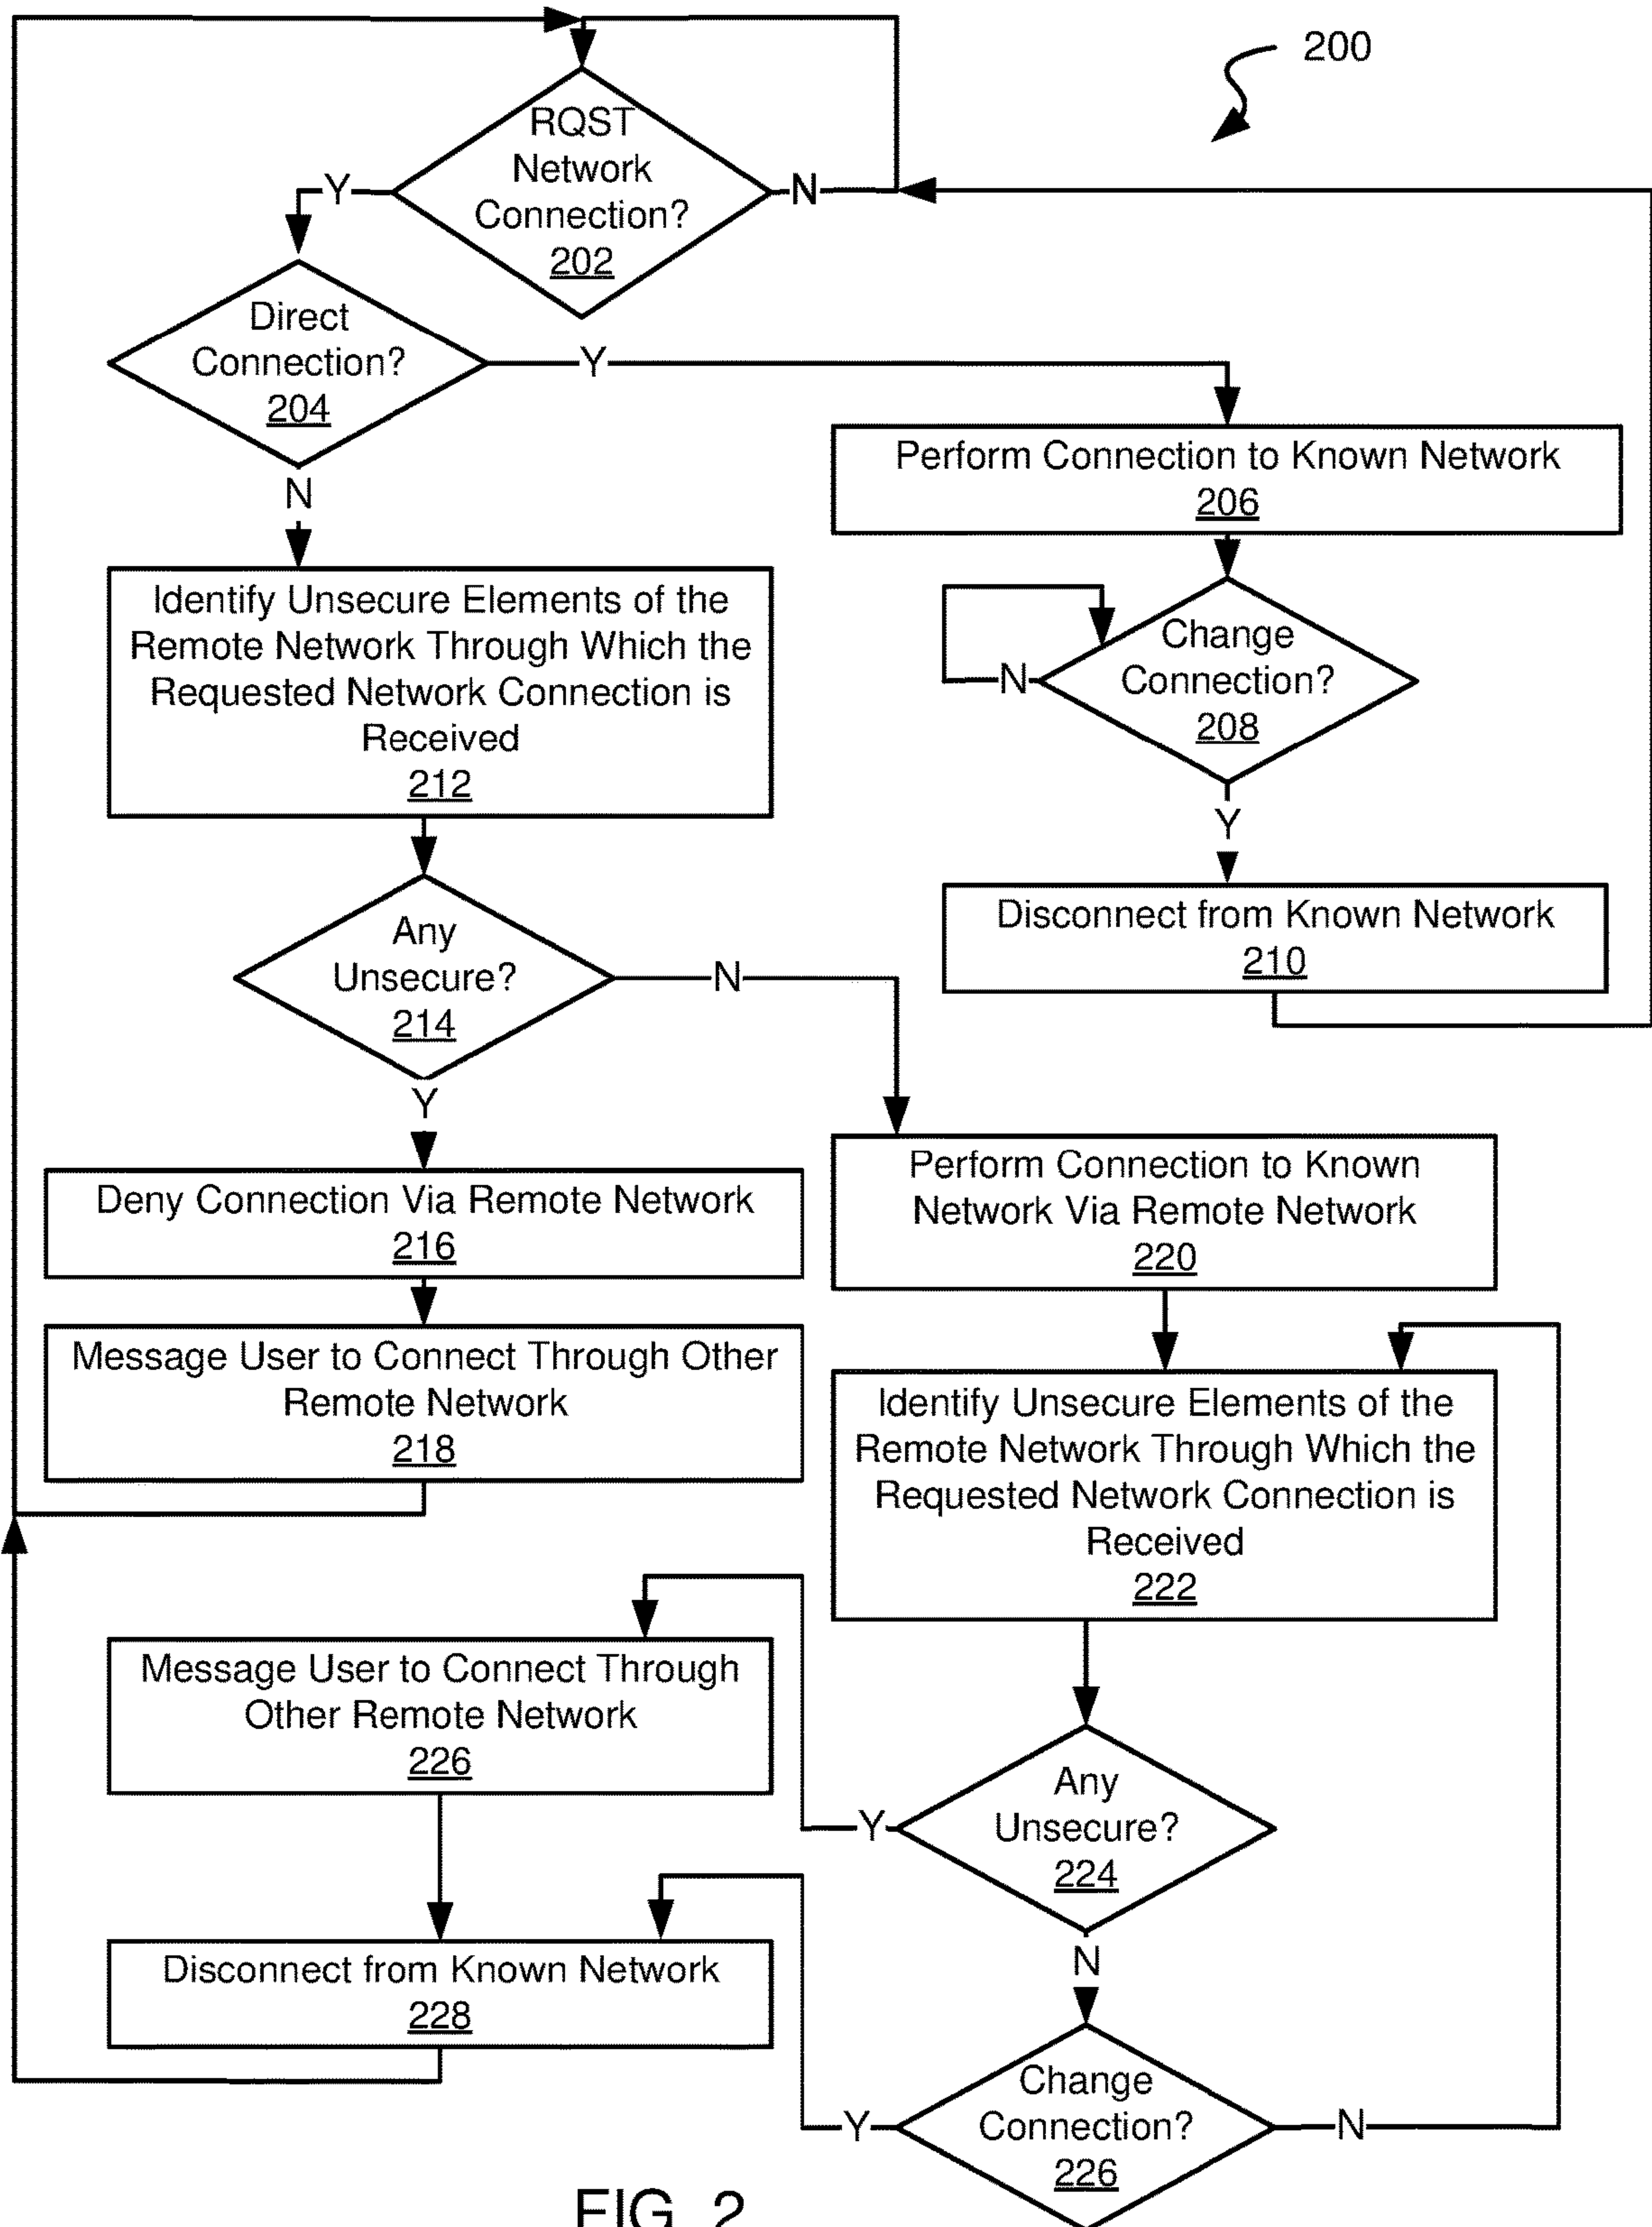 200
RQST
Network
Connection?
202
Y
N
Direct
Connection?
204
Y
N
Perform Connection to Known Network
206
Change
Connection?
208
N
Y
Disconnect from Known Network
210
Identify Unsecure Elements of the
Remote Network Through Which the
Requested Network Connection is
Received
212
Any
Unsecure?
214
N
Y
Deny Connection Via Remote Network
216
Message User to Connect Through Other
Remote Network
218
Perform Connection to Known
Network Via Remote Network
220
Identify Unsecure Elements of the
Remote Network Through Which the
Requested Network Connection is
Received
222
Any
Unsecure?
224
Y
N
Message User to Connect Through
Other Remote Network
226
Disconnect from Known Network
228
Change
Connection?
226
Y
N
FIG. 2